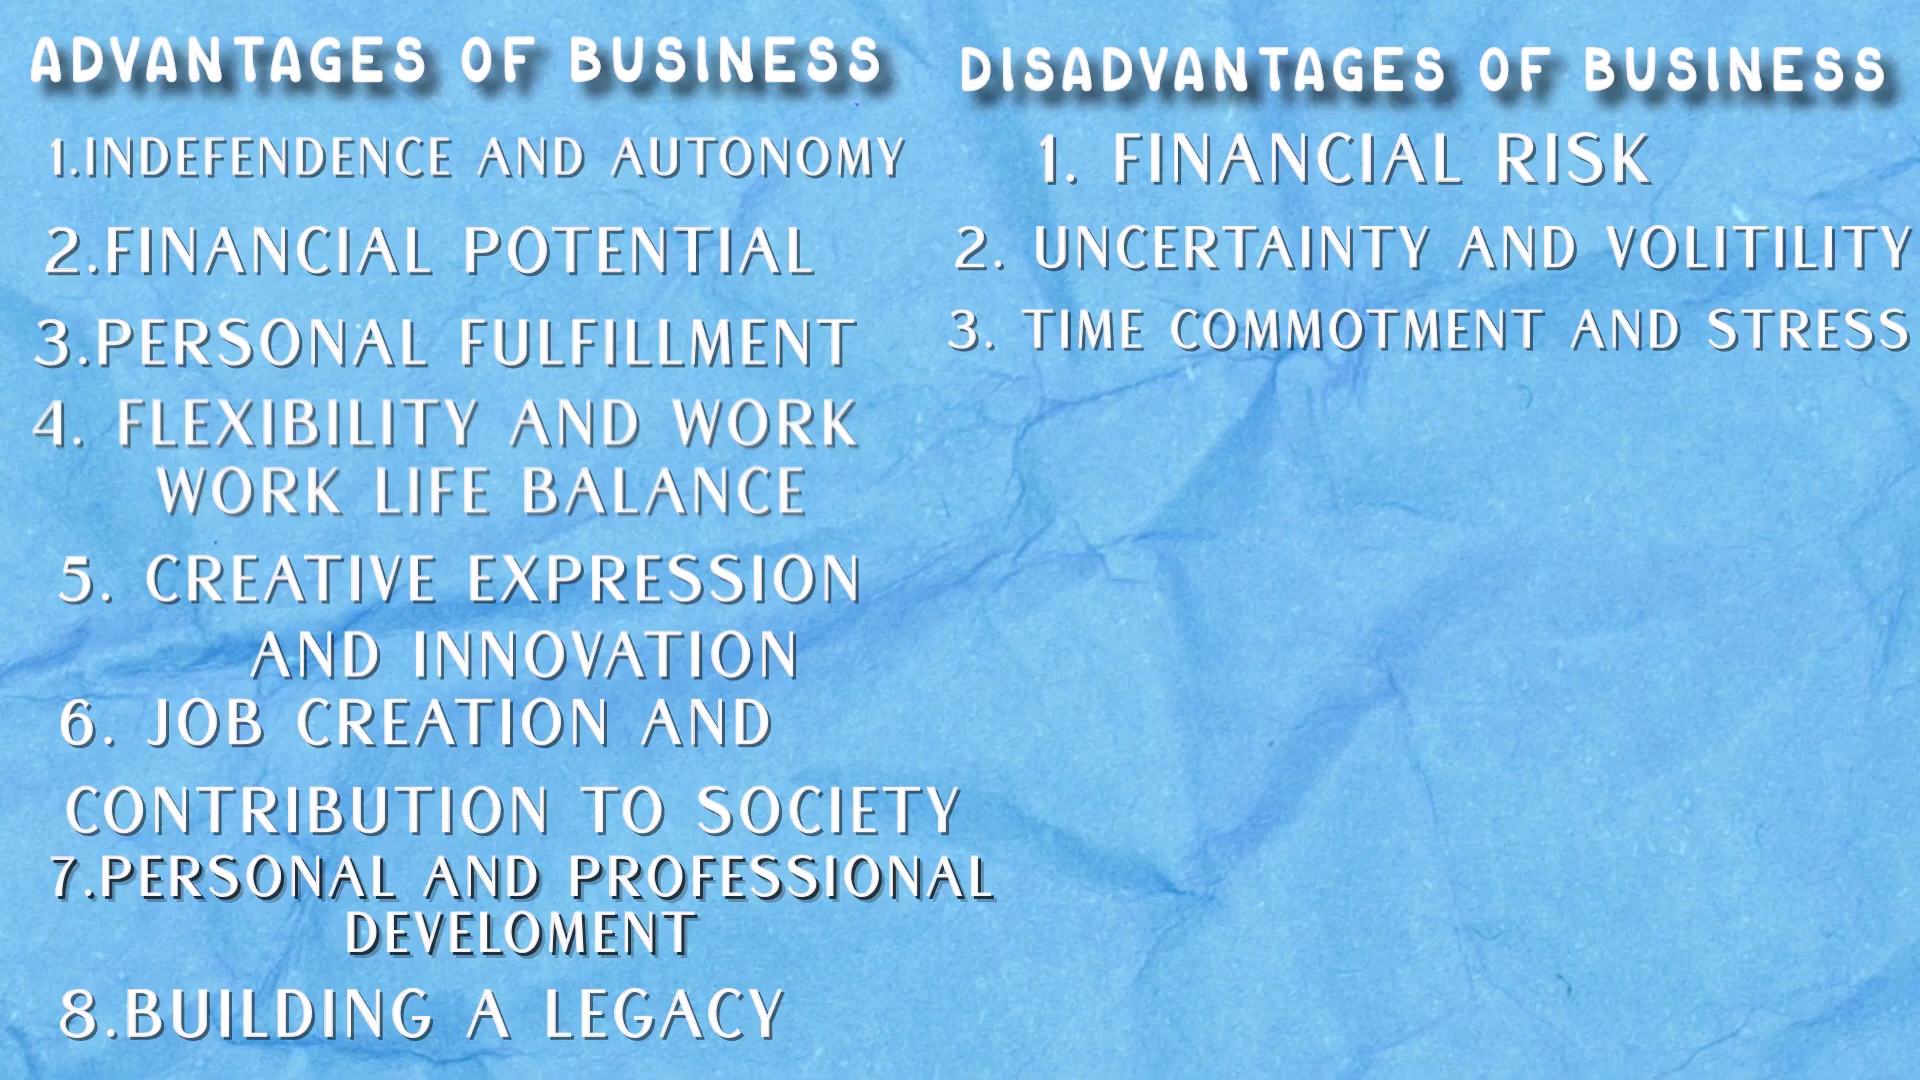 ADVANTAGES OF BUSINESS
1.INDEFENDENCE AND AUTONOMY
2.FINANCIAL POTENTIAL
3.PERSONAL FULFILLMENT
4. FLEXIBILITY AND WORK
WORK LIFE BALANCE
5. CREATIVE EXPRESSION
AND INNOVATION
6. JOB CREATION AND
CONTRIBUTION TO SOCIETY
7.PERSONAL AND PROFESSIONAL
DEVELOMENT
8.BUILDING A LEGACY
DISADVANTAGES OF BUSINESS
1. FINANCIAL RISK
2. UNCERTAINTY AND VOLITILITY
3. TIME COMMOTMENT AND STRESS